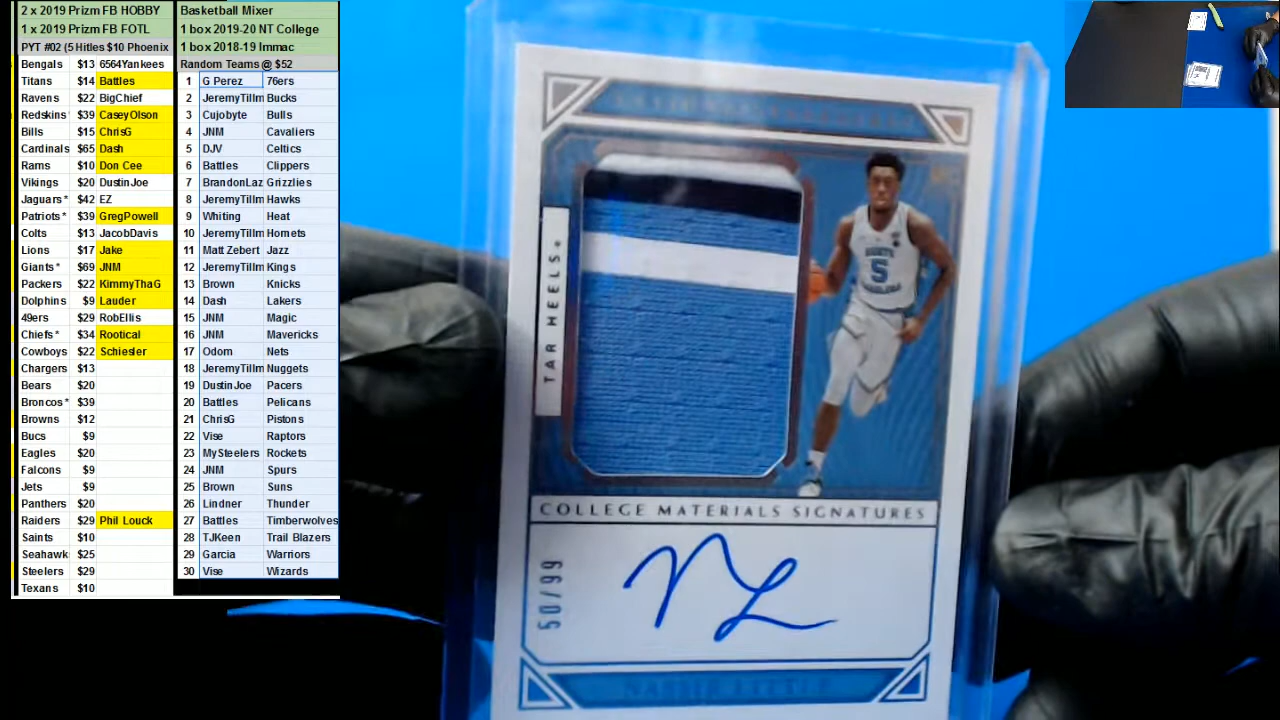 2 x 2019 Prizm FB HOBBY
1 x 2019 Prizm FB FOTL
PYT #02 (5 Hitles $10 Phoenix
Bengals $13 6564Yankees
Titans $14 Battles
Ravens $22 BigChief
Redskins $39 CaseyOlson
Bills $15 ChrisG
Cardinals $65 Dash
Rams $10 Don Cee
Vikings $20 DustinJoe
Jaguars * $42 EZ
Patriots * $39 GregPowell
Colts $13 JacobDavis
Lions $17 Jake
Giants * $69 JNM
Packers $22 KimmyThaG
Dolphins $9 Lauder
49ers $29 RobEllis
Chiefs * $34 Rootical
Cowboys $22 Schiesler
Chargers $13
Bears $20
Broncos * $39
Browns $12
Bucs $9
Eagles $20
Falcons $9
Jets $9
Panthers $20
Raiders $29 Phil Louck
Saints $10
Seahawk $25
Steelers $29
Texans $10
Basketball Mixer
1 box 2019-20 NT College
1 box 2018-19 Immac
Random Teams @ $52
1 G Perez 76ers
2 JeremyTillm Bucks
3 Cujobyte Bulls
4 JNM Cavaliers
5 DJV Celtics
6 Battles Clippers
7 BrandonLaz Grizzlies
8 JeremyTillm Hawks
9 Whiting Heat
10 JeremyTillm Hornets
11 Matt Zebert Jazz
12 JeremyTillm Kings
13 Brown Knicks
14 Dash Lakers
15 JNM Magic
16 JNM Mavericks
17 Odom Nets
18 JeremyTillm Nuggets
19 DustinJoe Pacers
20 Battles Pelicans
21 ChrisG Pistons
22 Vise Raptors
23 MySteelers Rockets
24 JNM Spurs
25 Brown Suns
26 Lindner Thunder
27 Battles Timberwolves
28 TJKeen Trail Blazers
29 Garcia Warriors
30 Vise Wizards
TAR HEELS®
NORTH
5
CAROLINA
COLLEGE MATERIALS SIGNATURES
50/99
NL
NASSIR LITTLE